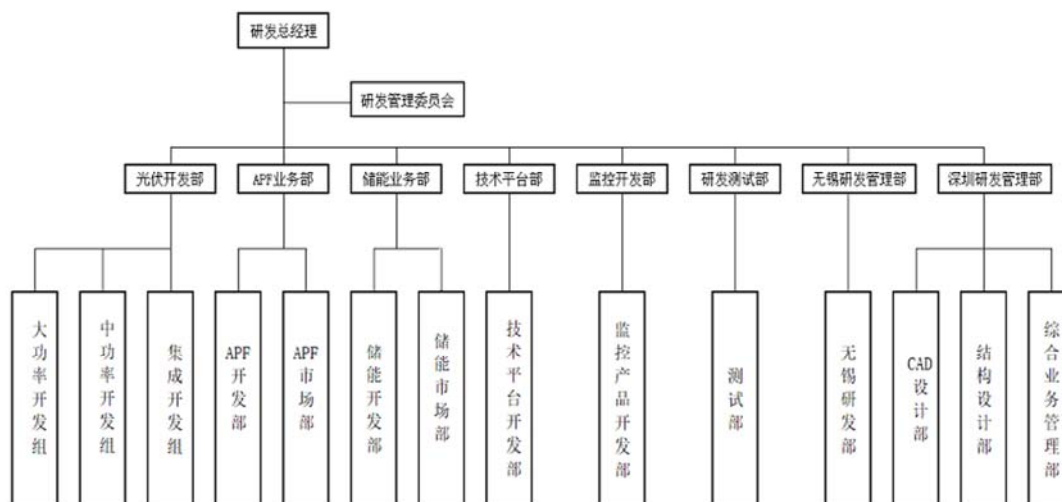 研发总经理
研发管理委员会
光伏开发部
APF业务部
储能业务部
技术平台部
监控开发部
研发测试部
无锡研发管理部
深圳研发管理部
大功率开发组
中功率开发组
集成开发组
APF开发部
APF市场部
储能开发部
储能市场部
技术平台开发部
监控产品开发部
测试部
无锡研发部
CAD设计部
结构设计部
综合业务管理部